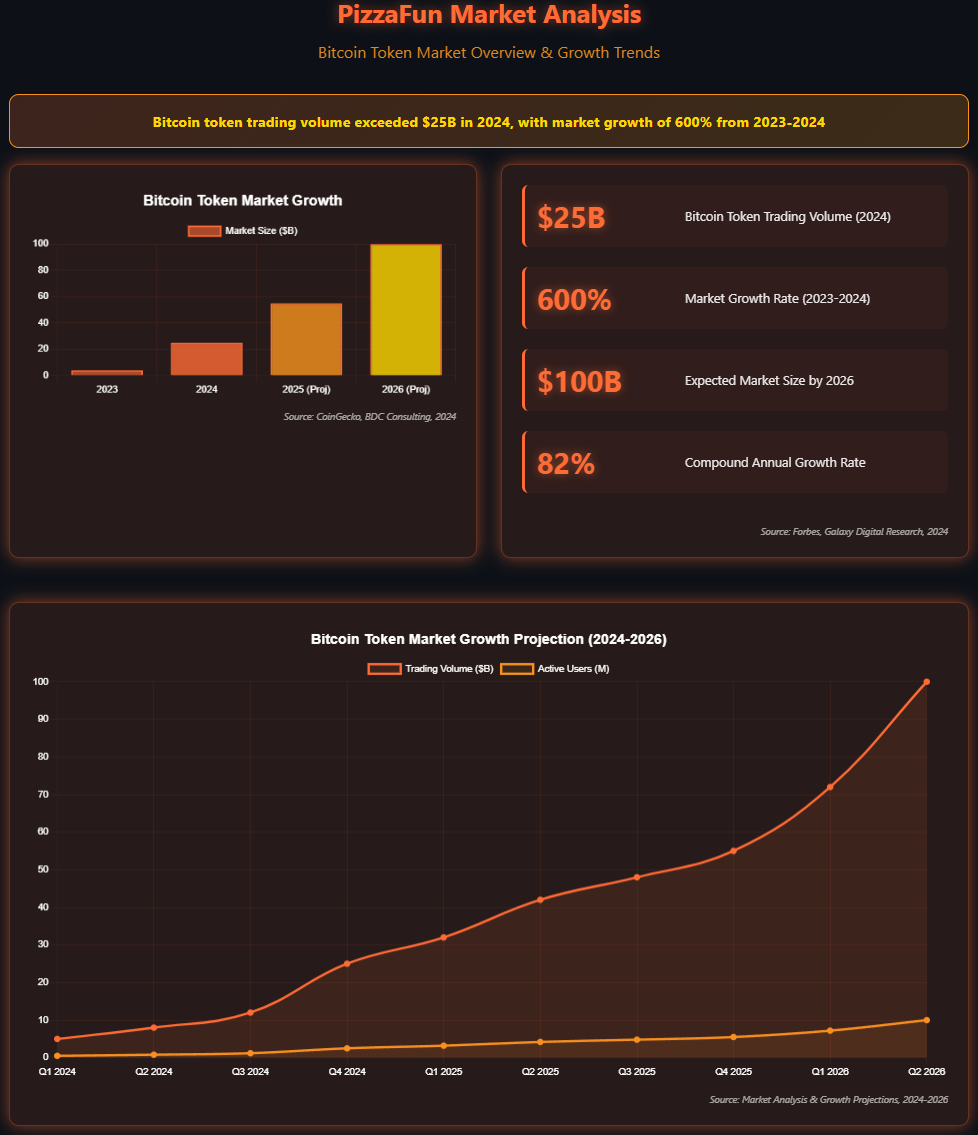 PizzaFun Market Analysis
Bitcoin Token Market Overview & Growth Trends
Bitcoin token trading volume exceeded $25B in 2024, with market growth of 600% from 2023-2024
Bitcoin Token Market Growth
Market Size ($B)
100
80
60
40
20
0
2023 2024 2025 (Proj) 2026 (Proj)
Source: CoinGecko, BDC Consulting, 2024
$25B Bitcoin Token Trading Volume (2024)
600% Market Growth Rate (2023-2024)
$100B Expected Market Size by 2026
82% Compound Annual Growth Rate
Source: Forbes, Galaxy Digital Research, 2024
Bitcoin Token Market Growth Projection (2024-2026)
Trading Volume ($B) Active Users (M)
100
90
80
70
60
50
40
30
20
10
0
Q1 2024 Q2 2024 Q3 2024 Q4 2024 Q1 2025 Q2 2025 Q3 2025 Q4 2025 Q1 2026 Q2 2026
Source: Market Analysis & Growth Projections, 2024-2026